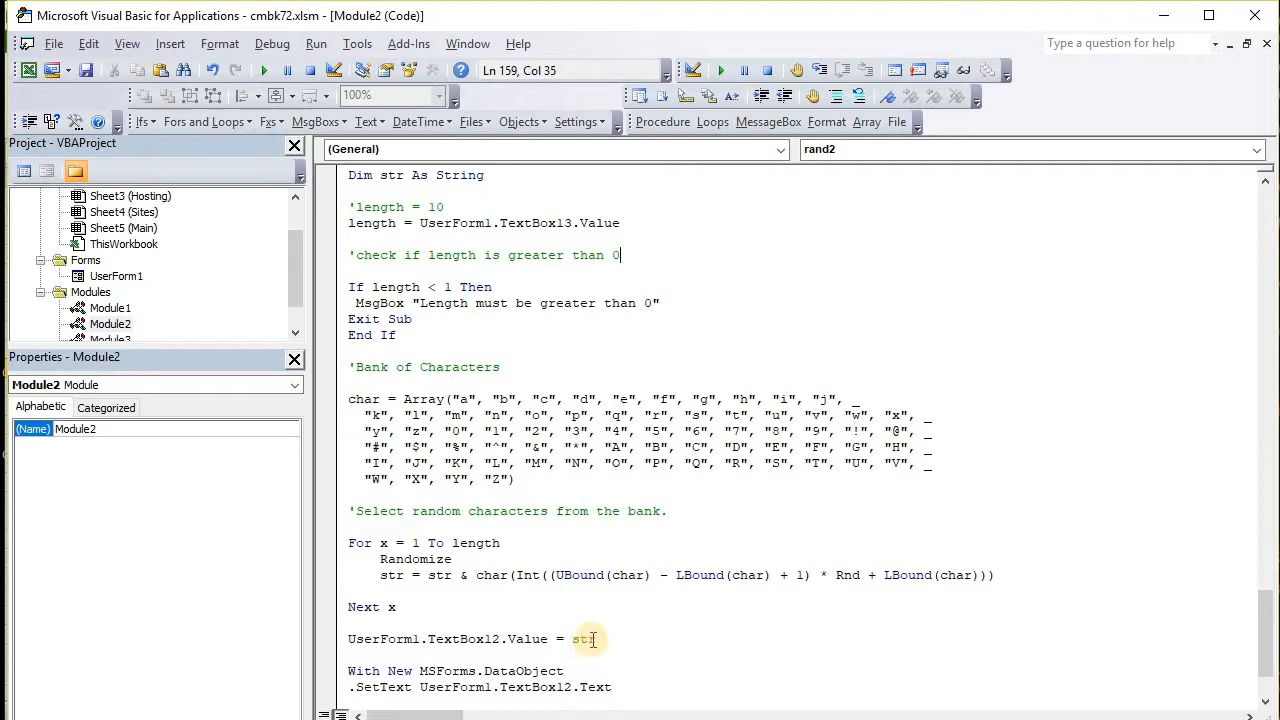 Microsoft Visual Basic for Applications - cmbk72.xlsm - [Module2 (Code)]
File Edit View Insert Format Debug Run Tools Add-Ins Window Help
Type a question for help
Ln 159, Col 35
100%
Ifs Fors and Loops Fxs MsgBoxs Text DateTime Files Objects Settings
Procedure Loops MessageBox Format Array File
Project - VBAProject
Sheet3 (Hosting)
Sheet4 (Sites)
Sheet5 (Main)
ThisWorkbook
Forms
UserForm1
Modules
Module1
Module2
Module3
Properties - Module2
Module2 Module
Alphabetic Categorized
(Name) Module2
(General) rand2
Dim str As String
'length = 10
length = UserForm1.TextBox13.Value
'check if length is greater than 0
If length < 1 Then
MsgBox "Length must be greater than 0"
Exit Sub
End If
'Bank of Characters
char = Array("a", "b", "c", "d", "e", "f", "g", "h", "i", "j", _
"k", "l", "m", "n", "o", "p", "q", "r", "s", "t", "u", "v", "w", "x", _
"y", "z", "0", "1", "2", "3", "4", "5", "6", "7", "8", "9", "!", "@", _
"#", "$", "%", "^", "&", "*", "A", "B", "C", "D", "E", "F", "G", "H", _
"I", "J", "K", "L", "M", "N", "O", "P", "Q", "R", "S", "T", "U", "V", _
"W", "X", "Y", "Z")
'Select random characters from the bank.
For x = 1 To length
Randomize
str = str & char(Int((UBound(char) - LBound(char) + 1) * Rnd + LBound(char)))
Next x
UserForm1.TextBox12.Value = str
With New MSForms.DataObject
.SetText UserForm1.TextBox12.Text